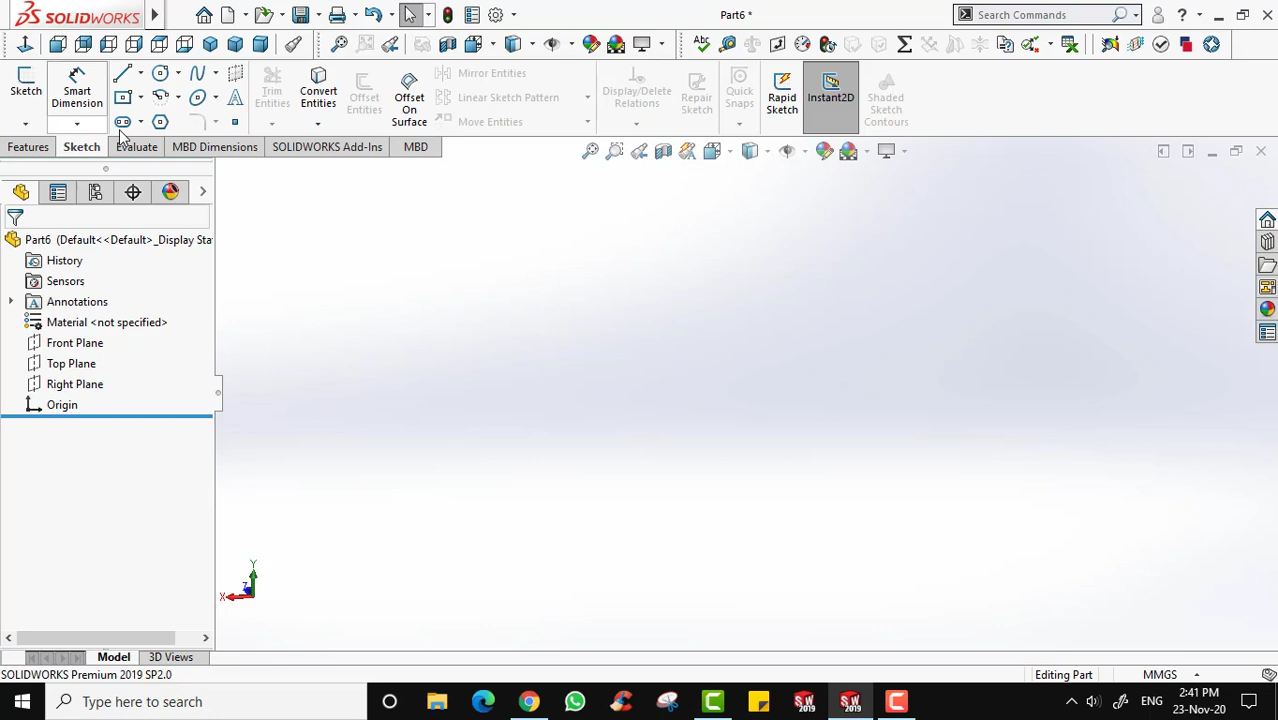 SOLIDWORKS
Part6 *
Search Commands
Sketch
Smart Dimension
Trim Entities
Convert Entities
Offset Entities
Offset On Surface
Mirror Entities
Linear Sketch Pattern
Move Entities
Display/Delete Relations
Repair Sketch
Quick Snaps
Rapid Sketch
Instant2D
Shaded Sketch Contours
Features
Sketch
Evaluate
MBD Dimensions
SOLIDWORKS Add-Ins
MBD
Part6 (Default<<Default>_Display Sta
History
Sensors
Annotations
Material <not specified>
Front Plane
Top Plane
Right Plane
Origin
Y
Z
X
Model
3D Views
SOLIDWORKS Premium 2019 SP2.0
Editing Part
MMGS
Type here to search
SW 2019
SW 2019
ENG
2:41 PM
23-Nov-20